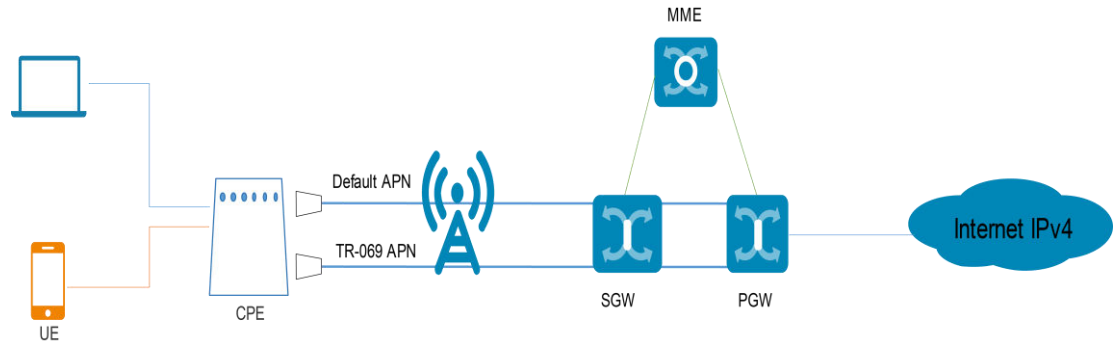 MME
Default APN
Internet IPv4
TR-069 APN
SGW
PGW
CPE
UE